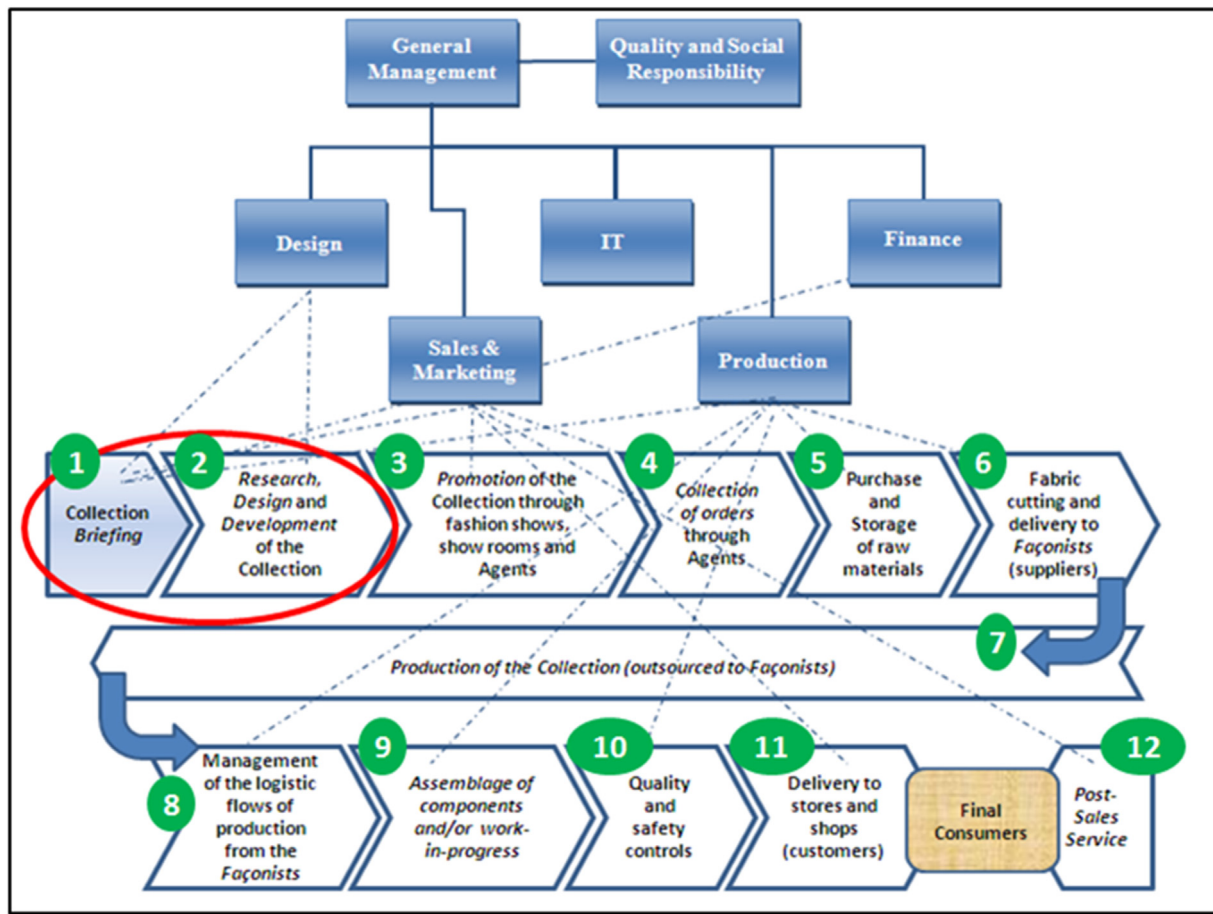 General
Management
Quality and Social
Responsibility
Design
IT
Finance
Sales &
Marketing
Production
1
Collection
Briefing
2
Research,
Design and
Development
of the
Collection
3
Promotion of the
Collection through
fashion shows,
show rooms and
Agents
4
Collection
of orders
through
Agents
5
Purchase
and
Storage
of raw
materials
6
Fabric
cutting and
delivery to
Façonists
(suppliers)
7
Production of the Collection (outsourced to Façonists)
8
Management
of the logistic
flows of
production
from the
Façonists
9
Assemblage of
components
and/or work-
in-progress
10
Quality
and
safety
controls
11
Delivery to
stores and
shops
(customers)
Final
Consumers
12
Post-
Sales
Service